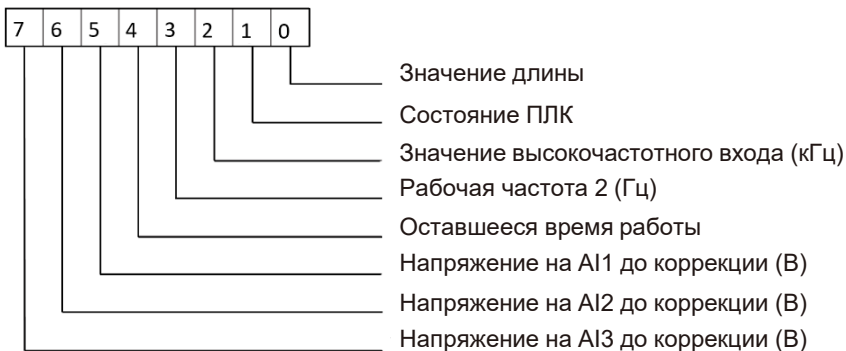 7 6 5 4 3 2 1 0
Значение длины
Состояние ПЛК
Значение высокочастотного входа (кГц)
Рабочая частота 2 (Гц)
Оставшееся время работы
Напряжение на AI1 до коррекции (В)
Напряжение на AI2 до коррекции (В)
Напряжение на AI3 до коррекции (В)